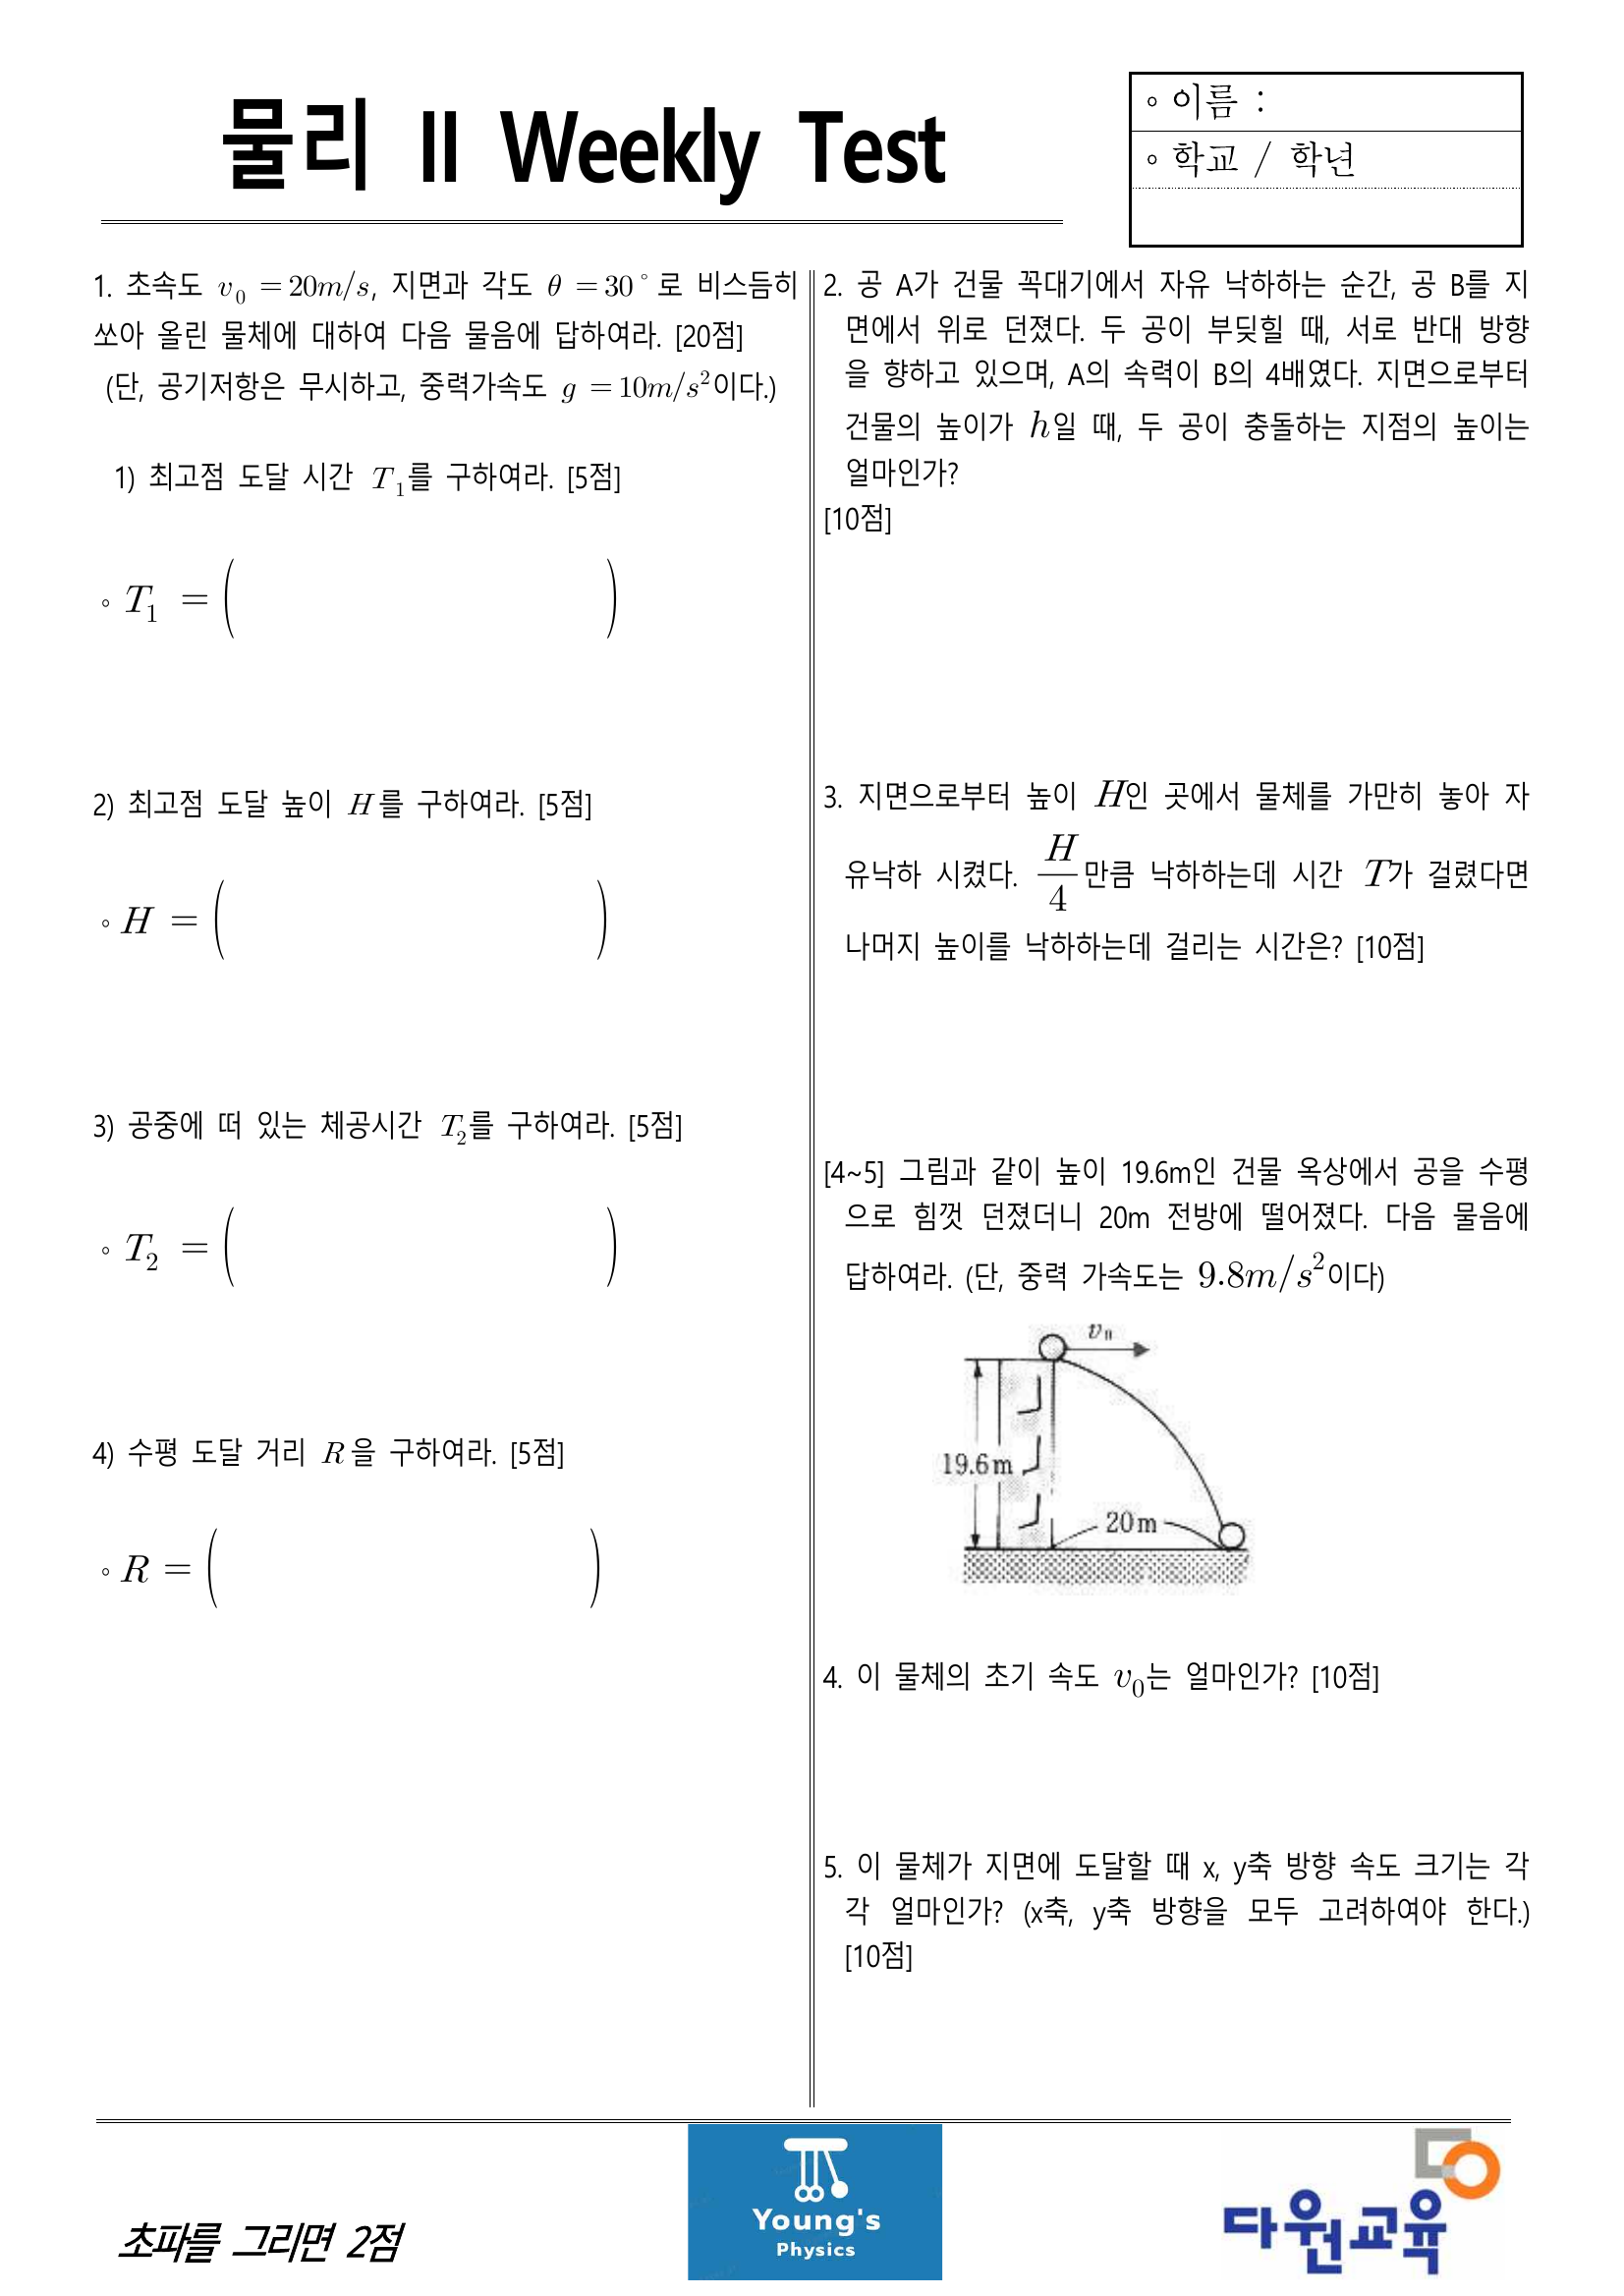 물리 II Weekly Test
◦ 이름 :
◦ 학교 / 학년
1. 초속도 v₀ = 20m/s, 지면과 각도 θ = 30°로 비스듬히
쏘아 올린 물체에 대하여 다음 물음에 답하여라. [20점]
(단, 공기저항은 무시하고, 중력가속도 g = 10m/s²이다.)
1) 최고점 도달 시간 T₁를 구하여라. [5점]
◦ T₁ = ( )
2) 최고점 도달 높이 H를 구하여라. [5점]
◦ H = ( )
3) 공중에 떠 있는 체공시간 T₂를 구하여라. [5점]
◦ T₂ = ( )
4) 수평 도달 거리 R을 구하여라. [5점]
◦ R = ( )
2. 공 A가 건물 꼭대기에서 자유 낙하하는 순간, 공 B를 지
면에서 위로 던졌다. 두 공이 부딪힐 때, 서로 반대 방향
을 향하고 있으며, A의 속력이 B의 4배였다. 지면으로부터
건물의 높이가 h일 때, 두 공이 충돌하는 지점의 높이는
얼마인가?
[10점]
3. 지면으로부터 높이 H인 곳에서 물체를 가만히 놓아 자
유낙하 시켰다. H/4만큼 낙하하는데 시간 T가 걸렸다면
나머지 높이를 낙하하는데 걸리는 시간은? [10점]
[4~5] 그림과 같이 높이 19.6m인 건물 옥상에서 공을 수평
으로 힘껏 던졌더니 20m 전방에 떨어졌다. 다음 물음에
답하여라. (단, 중력 가속도는 9.8m/s²이다)
v₀
19.6m
20m
4. 이 물체의 초기 속도 v₀는 얼마인가? [10점]
5. 이 물체가 지면에 도달할 때 x, y축 방향 속도 크기는 각
각 얼마인가? (x축, y축 방향을 모두 고려하여야 한다.)
[10점]
초파를 그리면 2점
Young's
Physics
다원교육